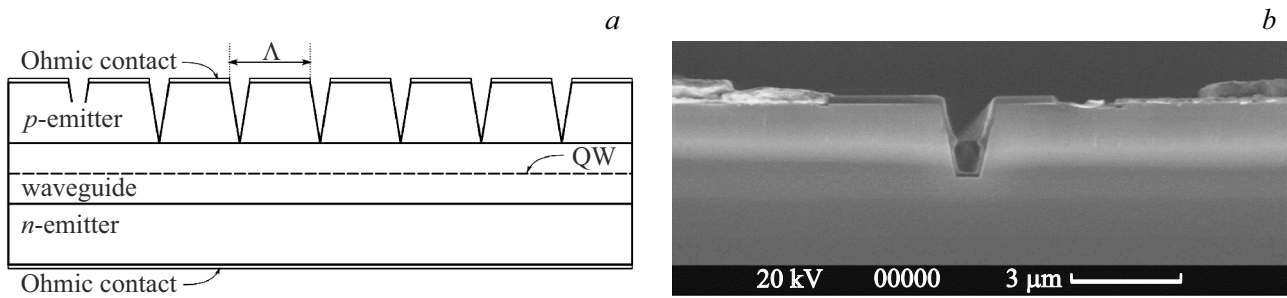 a
Ohmic contact
Λ
p-emitter
QW
waveguide
n-emitter
Ohmic contact
b
20 kV 00000 3 μm